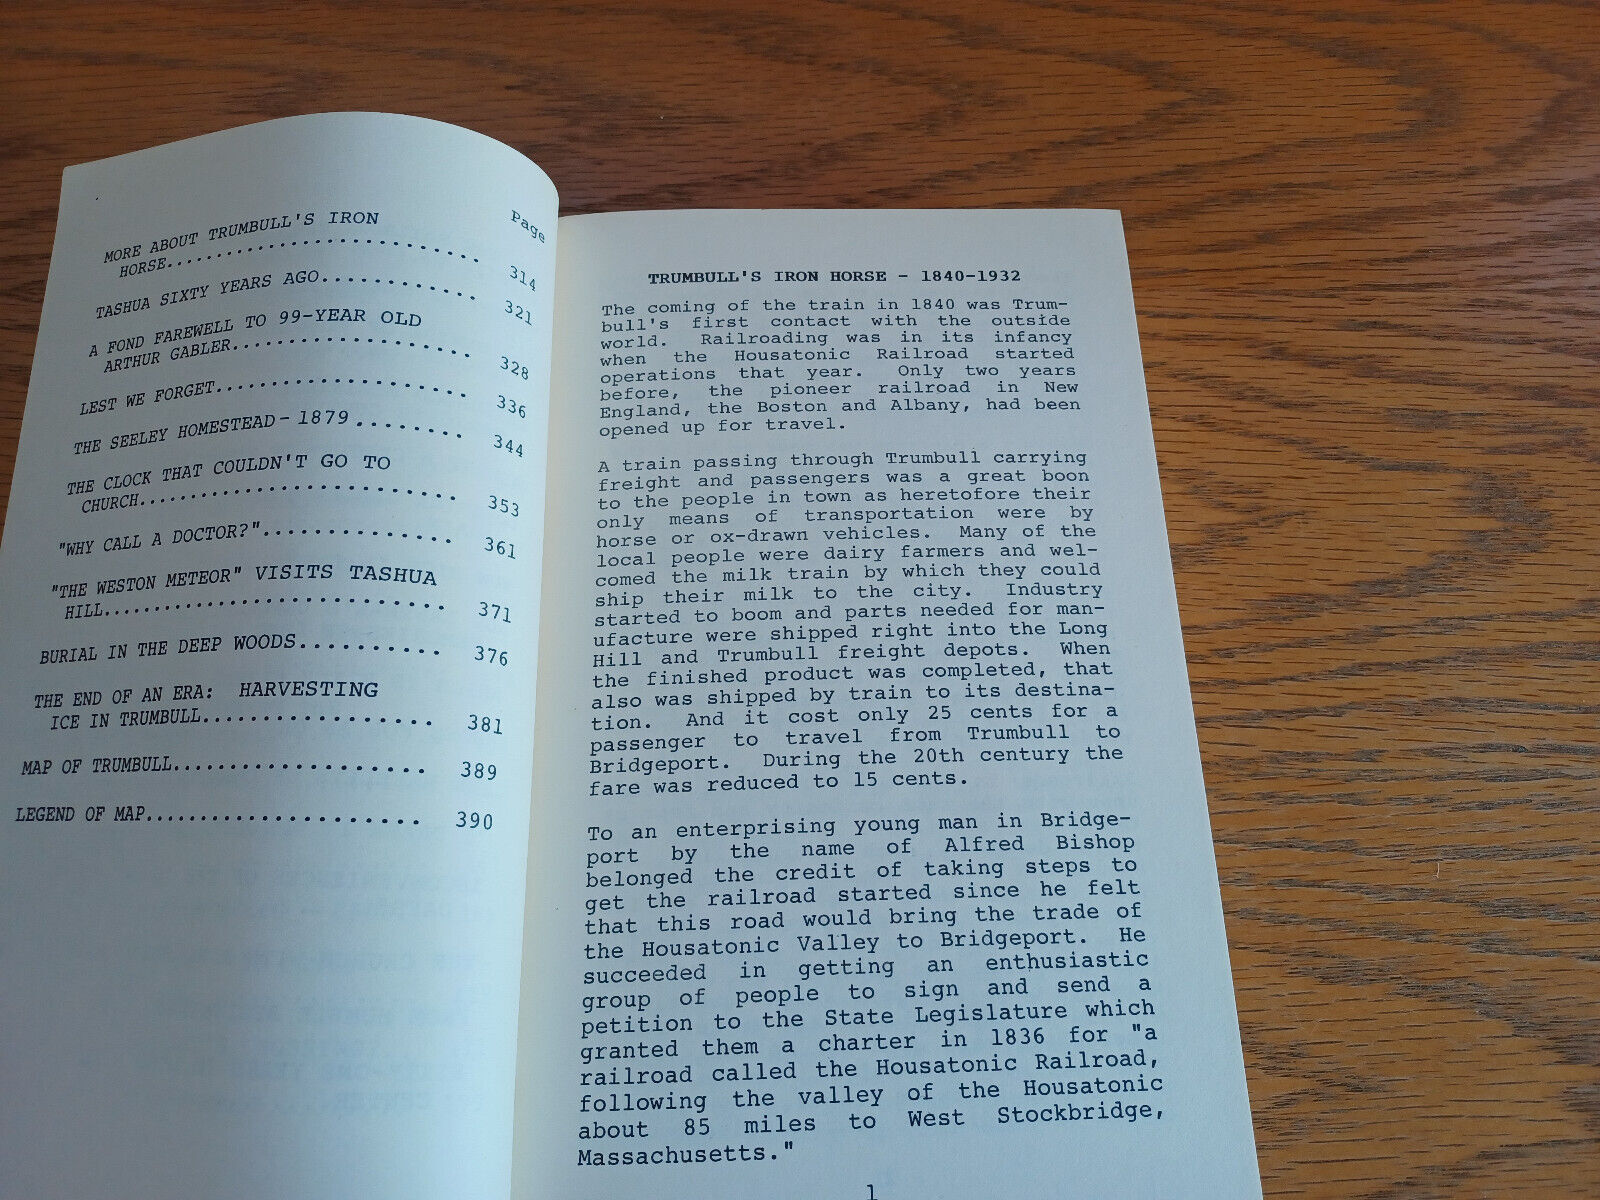 Page
MORE ABOUT TRUMBULL'S IRON
HORSE................... 314
TASHUA SIXTY YEARS AGO.......... 321
A FOND FAREWELL TO 99-YEAR OLD
ARTHUR GABLER............... 328
LEST WE FORGET................ 336
THE SEELEY HOMESTEAD-1879........ 344
THE CLOCK THAT COULDN'T GO TO
CHURCH.................... 353
"WHY CALL A DOCTOR?"............. 361
"THE WESTON METEOR" VISITS TASHUA
HILL...................... 371
BURIAL IN THE DEEP WOODS.......... 376
THE END OF AN ERA: HARVESTING
ICE IN TRUMBULL................ 381
MAP OF TRUMBULL.................. 389
LEGEND OF MAP.................... 390
TRUMBULL'S IRON HORSE - 1840-1932
The coming of the train in 1840 was Trum-
bull's first contact with the outside
world. Railroading was in its infancy
when the Housatonic Railroad started
operations that year. Only two years
before, the pioneer railroad in New
England, the Boston and Albany, had been
opened up for travel.
A train passing through Trumbull carrying
freight and passengers was a great boon
to the people in town as heretofore their
only means of transportation were by
horse or ox-drawn vehicles. Many of the
local people were dairy farmers and wel-
comed the milk train by which they could
ship their milk to the city. Industry
started to boom and parts needed for man-
ufacture were shipped right into the Long
Hill and Trumbull freight depots. When
the finished product was completed, that
also was shipped by train to its destina-
tion. And it cost only 25 cents for a
passenger to travel from Trumbull to
Bridgeport. During the 20th century the
fare was reduced to 15 cents.
To an enterprising young man in Bridge-
port by the name of Alfred Bishop
belonged the credit of taking steps to
get the railroad started since he felt
that this road would bring the trade of
the Housatonic Valley to Bridgeport. He
succeeded in getting an enthusiastic
group of people to sign and send a
petition to the State Legislature which
granted them a charter in 1836 for "a
railroad called the Housatonic Railroad,
following the valley of the Housatonic
about 85 miles to West Stockbridge,
Massachusetts."
1